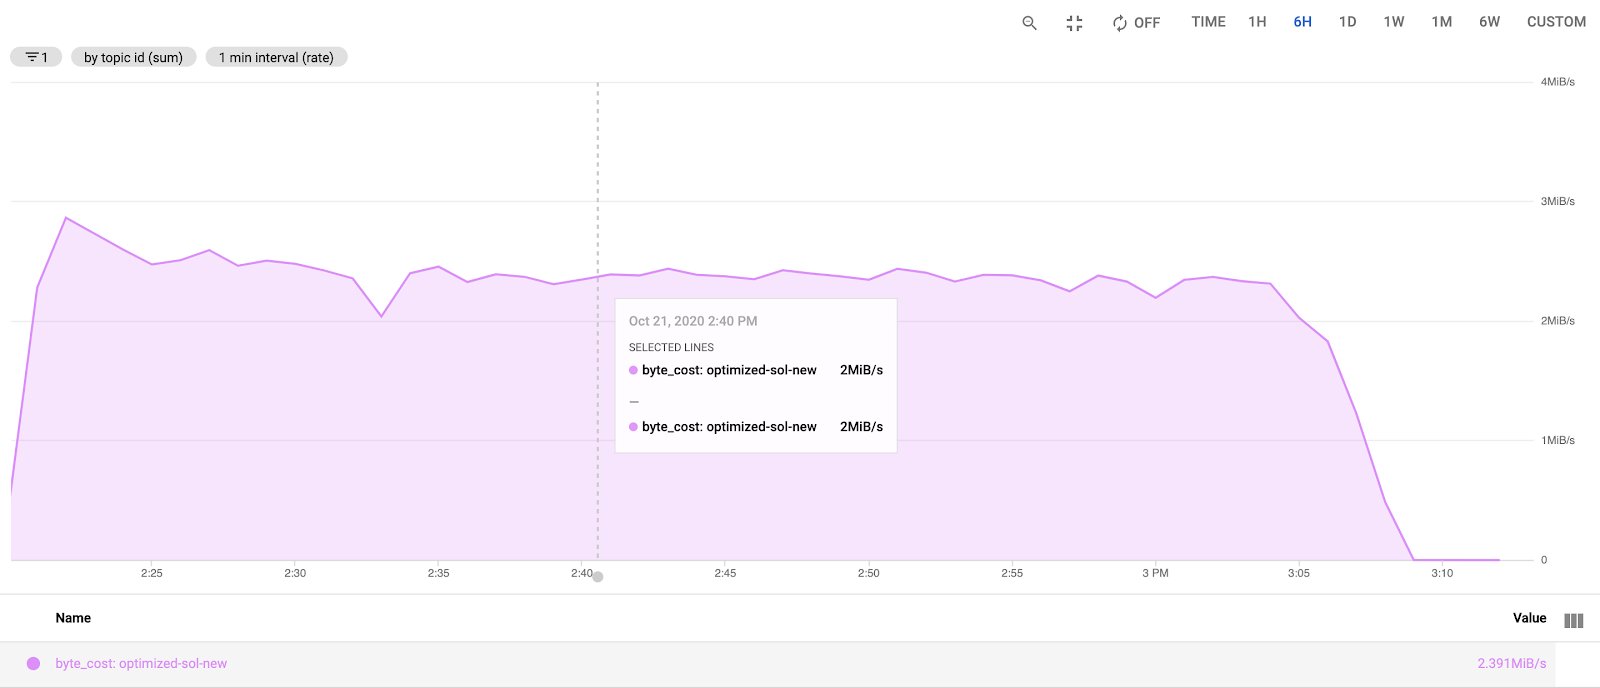 OFF TIME 1H 6H 1D 1W 1M 6W CUSTOM
1 by topic id (sum) 1 min interval (rate)
4MiB/s
3MiB/s
2MiB/s
1MiB/s
0
Oct 21, 2020 2:40 PM
SELECTED LINES
byte_cost: optimized-sol-new 2MiB/s
—
byte_cost: optimized-sol-new 2MiB/s
2:25 2:30 2:35 2:40 2:45 2:50 2:55 3 PM 3:05 3:10
Name Value
byte_cost: optimized-sol-new 2.391MiB/s